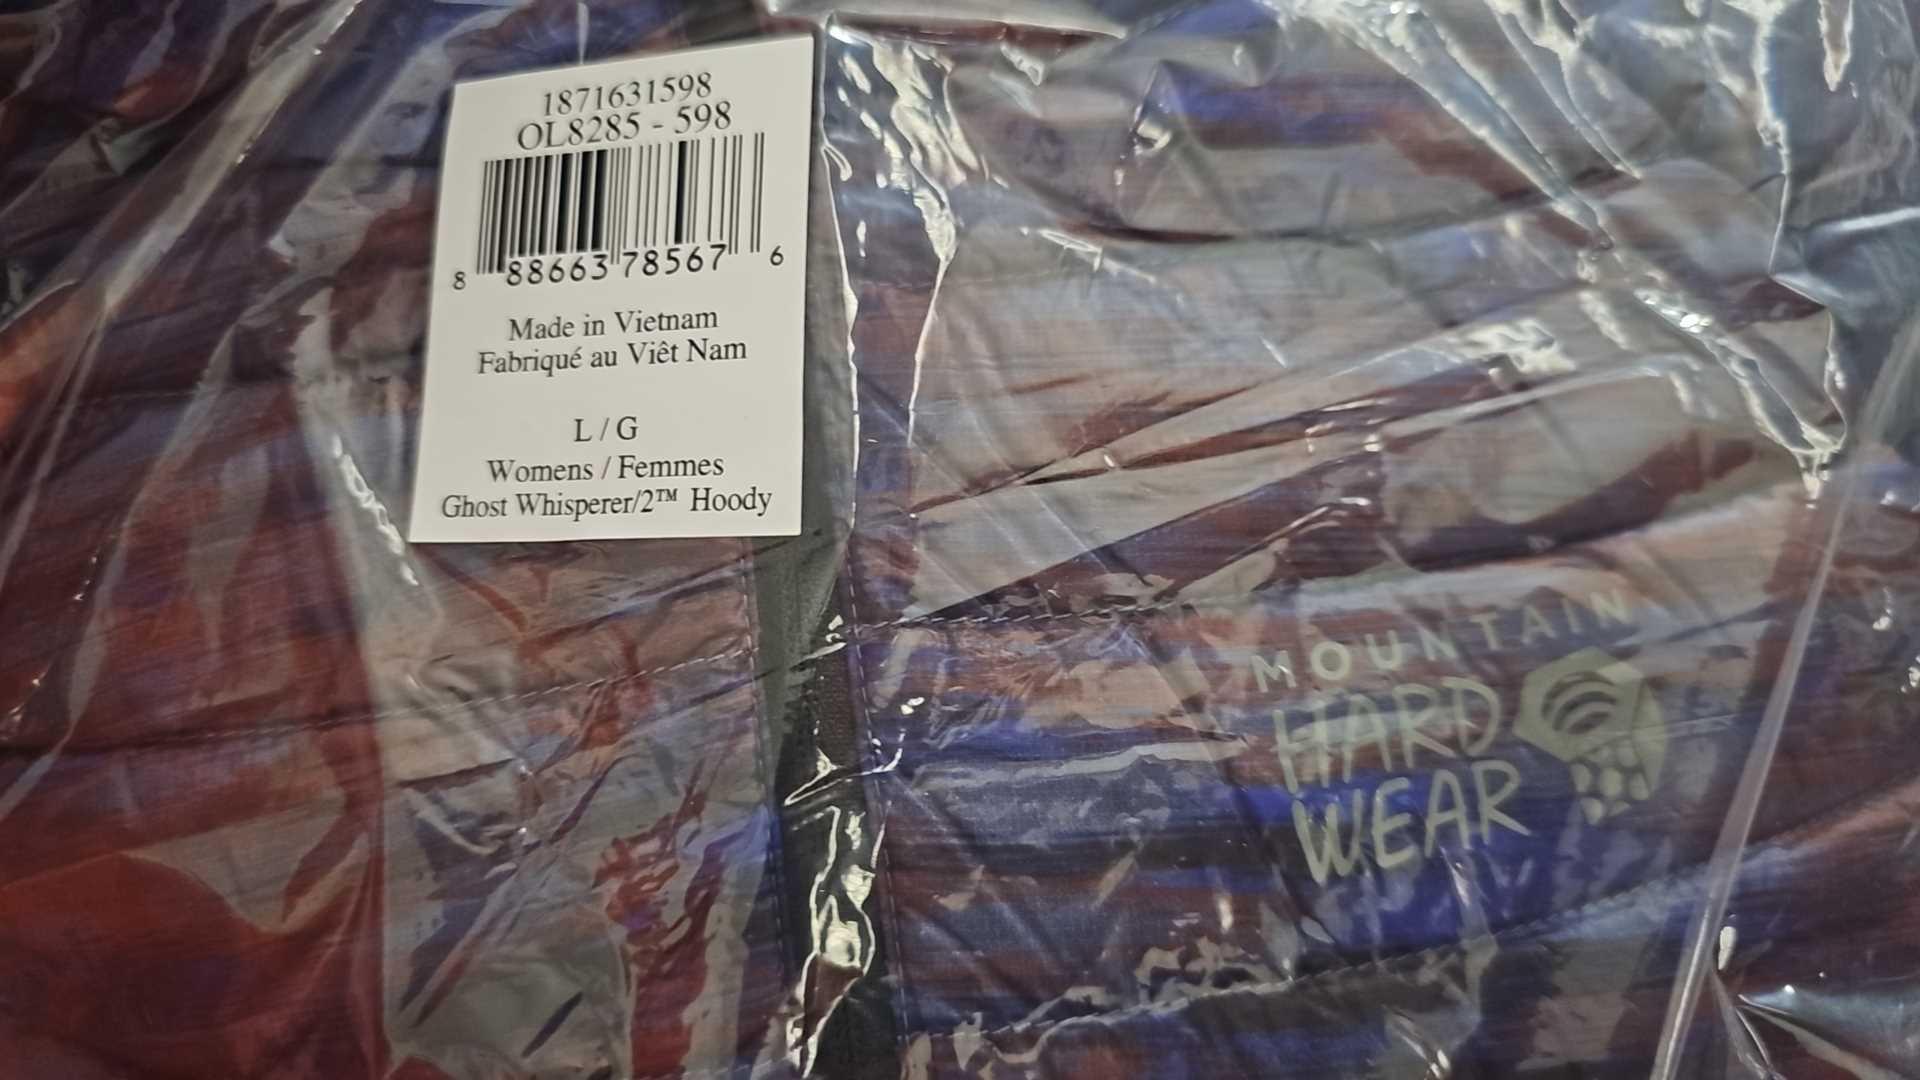 1871631598
OL8285 - 598
8 88663 78567 6
Made in Vietnam
Fabriqué au Viêt Nam
L / G
Womens / Femmes
Ghost Whisperer/2™ Hoody
MOUNTAIN
HARD
WEAR